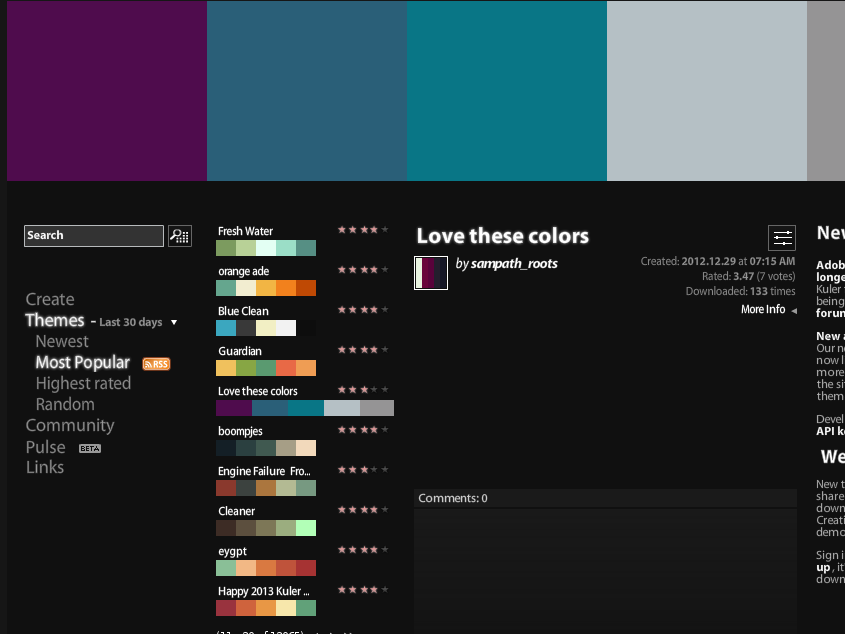 Search
Create
Themes - Last 30 days
Newest
Most Popular RSS
Highest rated
Random
Community
Pulse BETA
Links
Fresh Water
orange ade
Blue Clean
Guardian
Love these colors
boompjes
Engine Failure Fro...
Cleaner
eygpt
Happy 2013 Kuler ...
Love these colors
by sampath_roots
Created: 2012.12.29 at 07:15 AM
Rated: 3.47 (7 votes)
Downloaded: 133 times
More Info
Comments: 0
Adob
longe
Kuler
being
forum
New a
Our n
now l
more
the si
them
Devel
API k
We
New t
share
down
Creati
demo
Sign i
up, it'
down